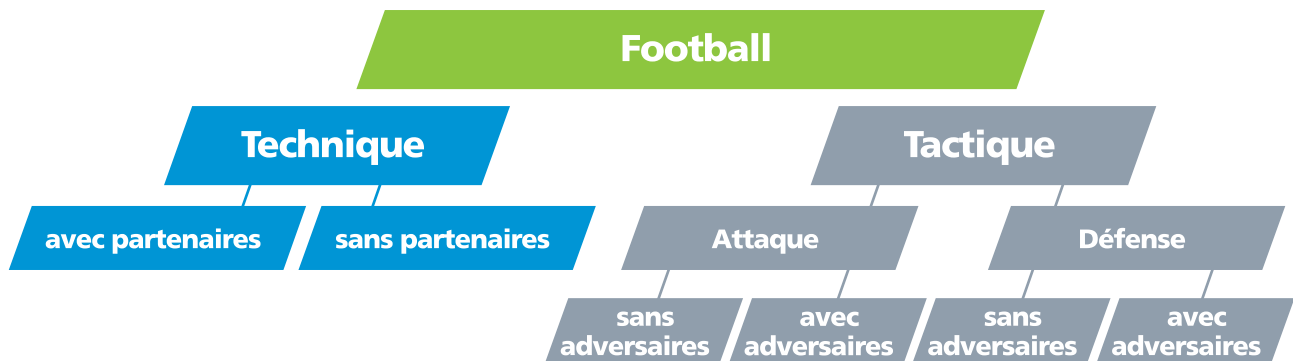 Football
Technique
Tactique
avec partenaires
sans partenaires
Attaque
Défense
sans
adversaires
avec
adversaires
sans
adversaires
avec
adversaires